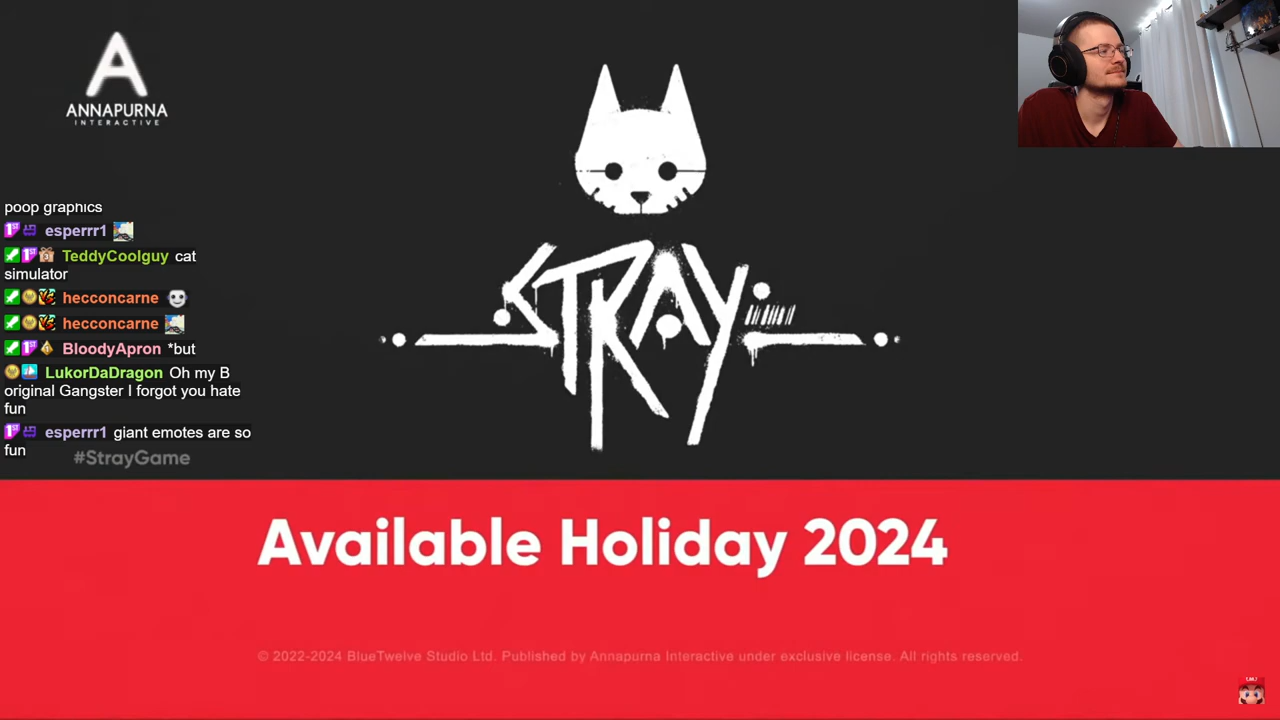 ANNAPURNA
INTERACTIVE
STRAY
poop graphics
esperrr1
TeddyCoolguy cat
simulator
hecconcarne
hecconcarne
BloodyApron *but
LukorDaDragon Oh my B
original Gangster I forgot you hate
fun
esperrr1 giant emotes are so
fun
#StrayGame
Available Holiday 2024
© 2022-2024 BlueTwelve Studio Ltd. Published by Annapurna Interactive under exclusive license. All rights reserved.